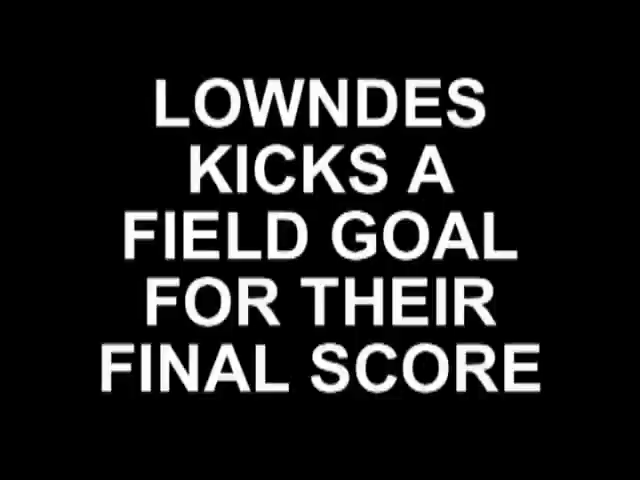 LOWNDES
KICKS A
FIELD GOAL
FOR THEIR
FINAL SCORE